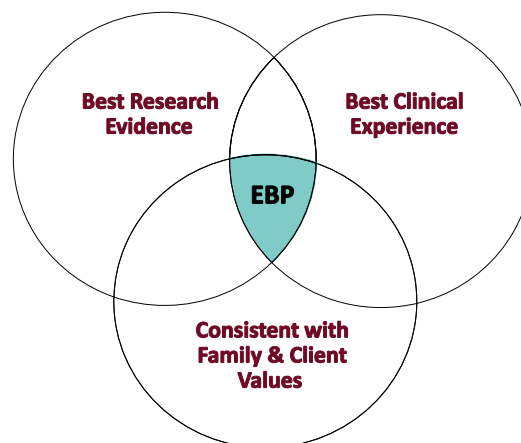 Best Research
Evidence
Best Clinical
Experience
EBP
Consistent with
Family & Client
Values